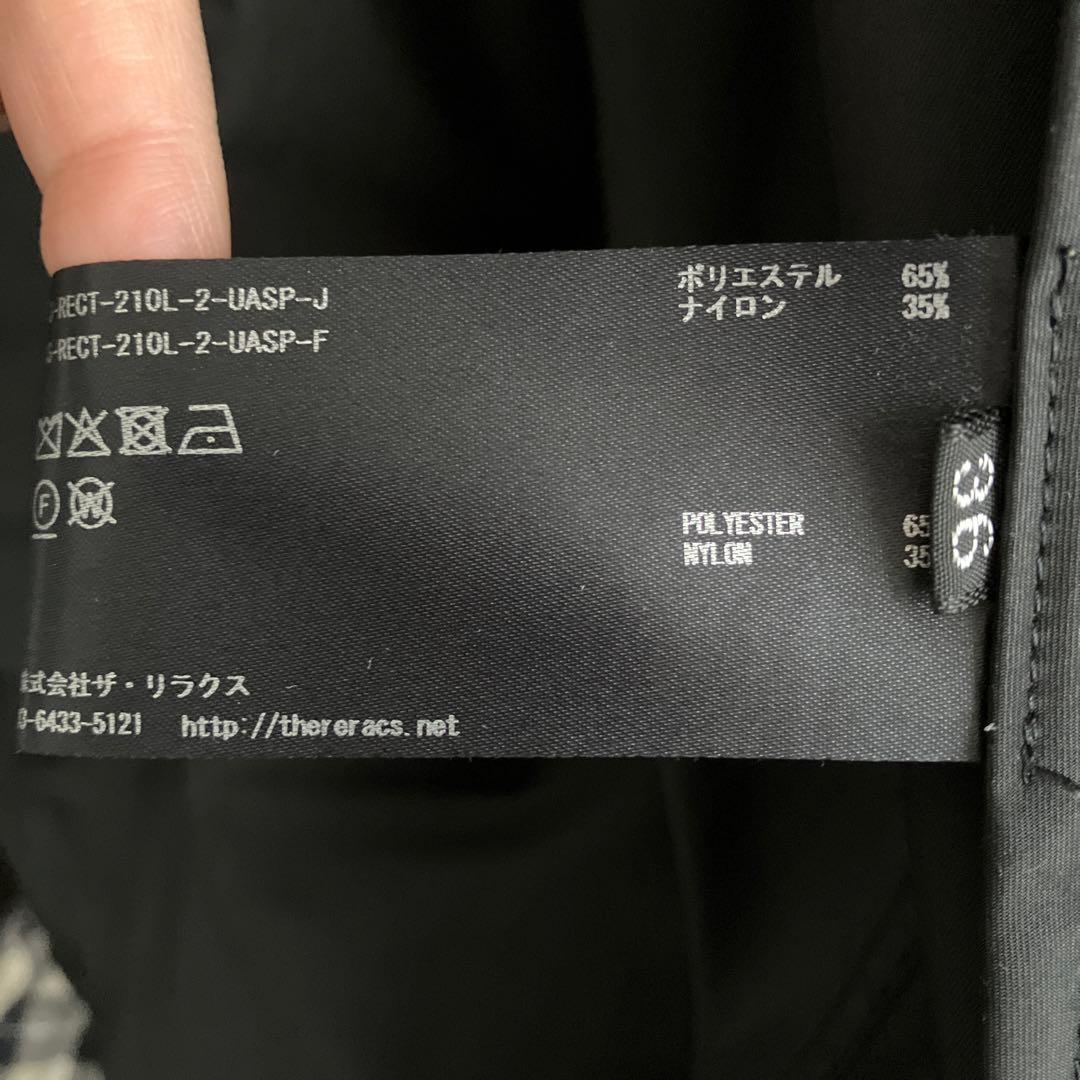 -RECT-210L-2-UASP-J
-RECT-210L-2-UASP-F
ポリエステル 65%
ナイロン 35%
F W
POLYESTER 65
NYLON 35
38
式会社ザ・リラクス
3-6433-5121 http://thereracs.net